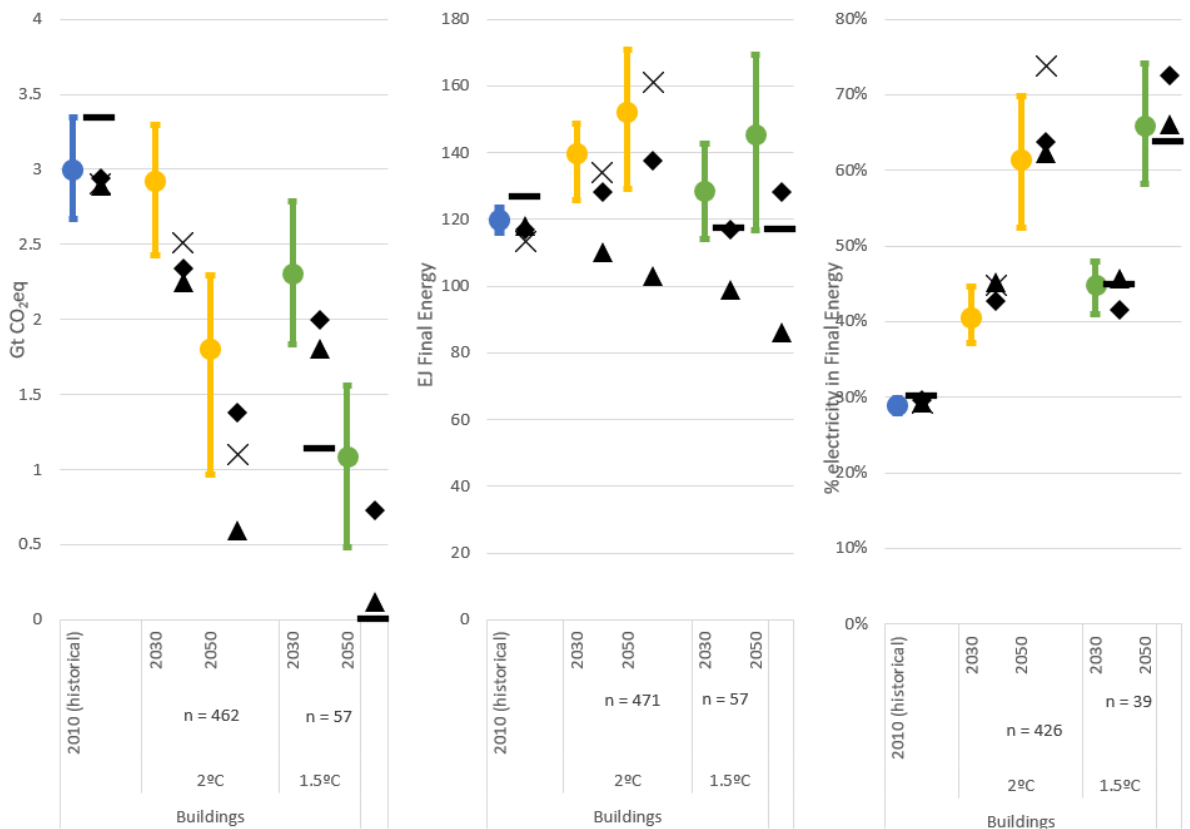 4
3.5
3
2.5
2
1.5
1
0.5
0
Gt CO₂eq
2010 (historical)
2030
2050
2030
2050
n = 462
n = 57
2ºC
1.5ºC
Buildings
180
160
140
120
100
80
60
40
20
0
EJ Final Energy
2010 (historical)
2030
2050
2030
2050
n = 471
n = 57
2ºC
1.5ºC
Buildings
80%
70%
60%
50%
40%
30%
20%
10%
0%
% electricity in Final Energy
2010 (historical)
2030
2050
2030
2050
n = 39
n = 426
2ºC
1.5ºC
Buildings